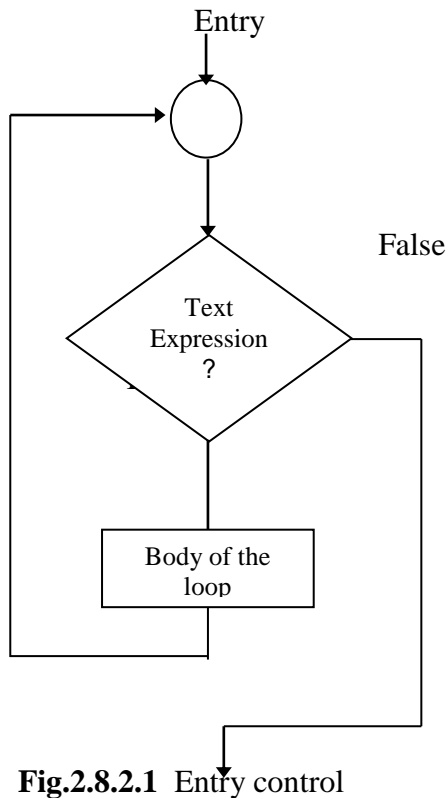 Entry
False
Text
Expression
?
Body of the
loop
Fig.2.8.2.1 Entry control